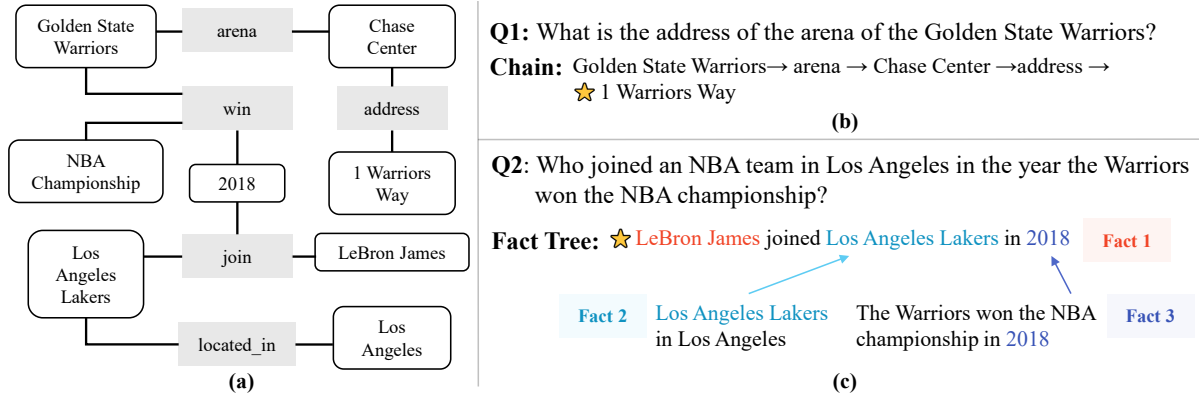 Golden State
Warriors
arena
Chase
Center
win
address
NBA
Championship
2018
1 Warriors
Way
Los
Angeles
Lakers
join
LeBron James
located_in
Los
Angeles
(a)
Q1: What is the address of the arena of the Golden State Warriors?
Chain: Golden State Warriors→ arena → Chase Center →address →
1 Warriors Way
(b)
Q2: Who joined an NBA team in Los Angeles in the year the Warriors
won the NBA championship?
Fact Tree: LeBron James joined Los Angeles Lakers in 2018 Fact 1
Fact 2
Los Angeles Lakers
in Los Angeles
The Warriors won the NBA
championship in 2018
Fact 3
(c)